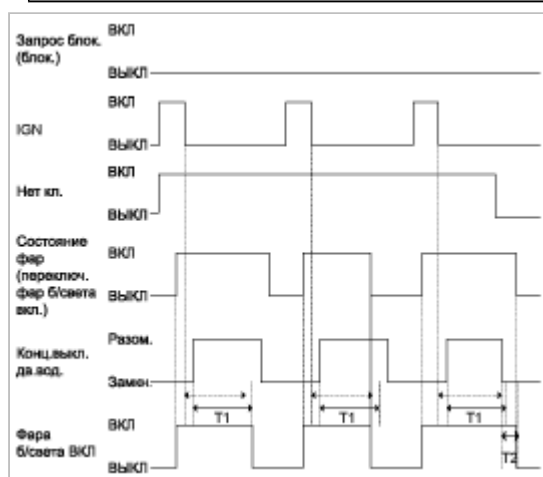 Запрос блок.
(блок.)
ВКЛ
ВЫКЛ
IGN
ВКЛ
ВЫКЛ
Нет кл.
ВКЛ
ВЫКЛ
Состояние
фар
(переключ.
фар б/света
вкл.)
ВКЛ
ВЫКЛ
Конц.выкл.
дв.вод.
Разом.
Замкн.
T1
T1
T1
Фара
б/света ВКЛ
ВКЛ
ВЫКЛ
T2